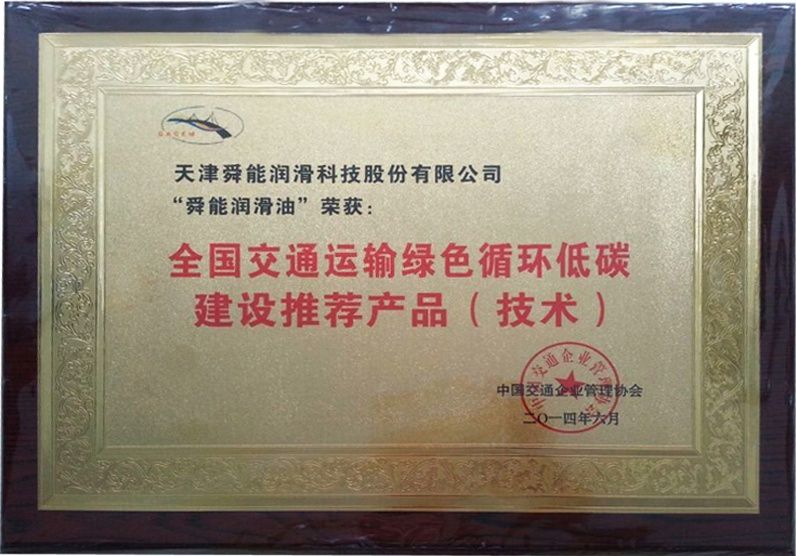 天津舜能润滑科技股份有限公司
“舜能润滑油”荣获：
全国交通运输绿色循环低碳
建设推荐产品（技术）
中国交通企业管理协会
二〇一四年六月